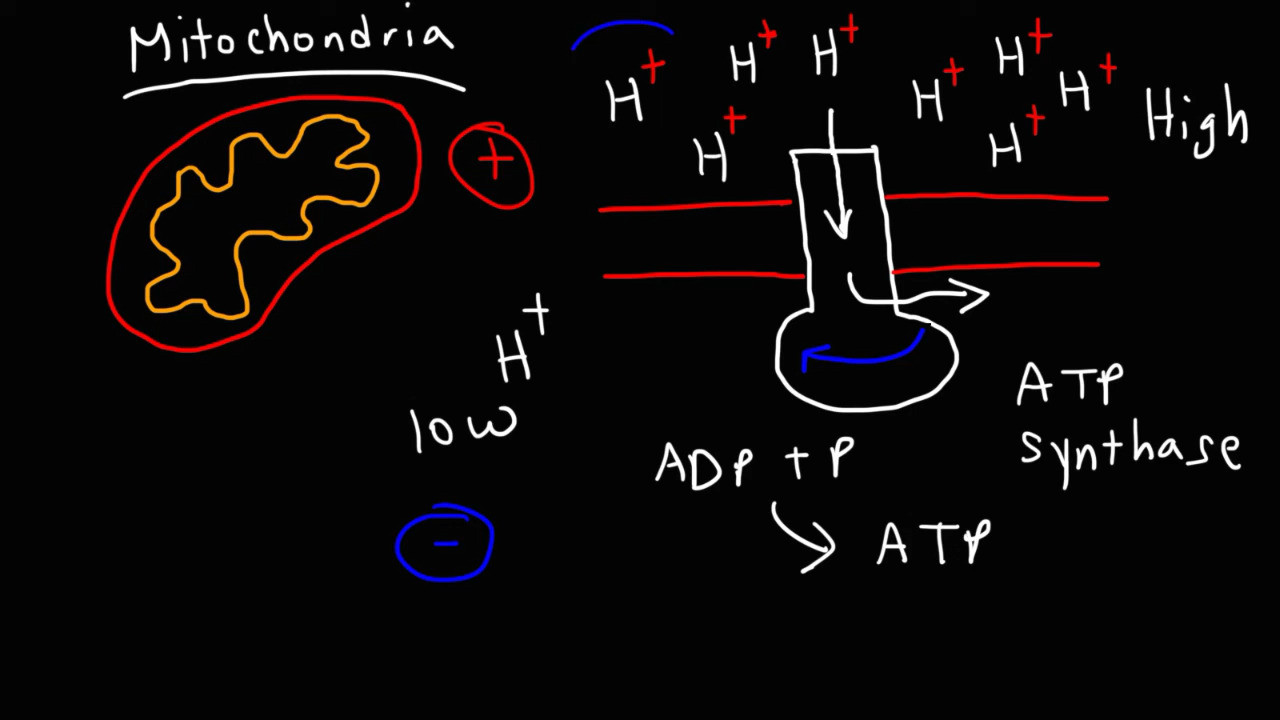 Mitochondria
H+ H+ H+ H+ H+ H+ High
H+ H+
+
H+
low
ATP
synthase
ADP + P
ATP
-